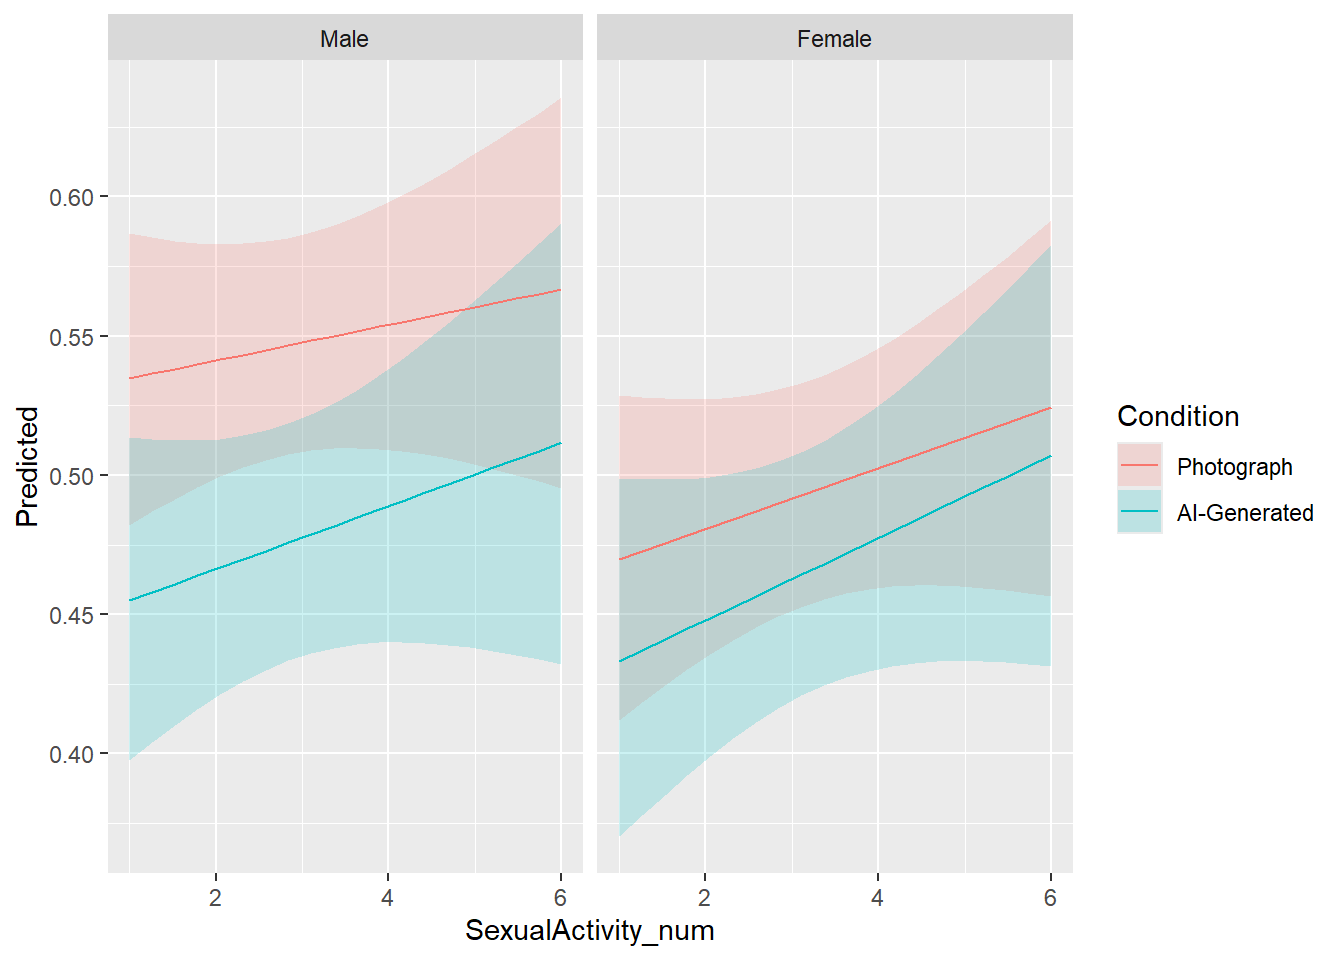 Male
Female
0.60
0.55
0.50
0.45
0.40
Predicted
2
4
6
2
4
6
SexualActivity_num
Condition
Photograph
AI-Generated